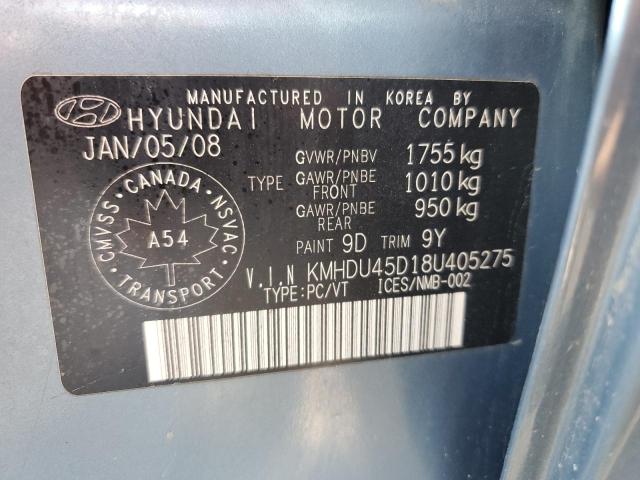 MANUFACTURED IN KOREA BY
HYUNDAI MOTOR COMPANY
JAN/05/08
GVWR/PNBV 1755 kg
TYPE GAWR/PNBE FRONT 1010 kg
GAWR/PNBE REAR 950 kg
PAINT 9D TRIM 9Y
CMVSS · CANADA · NSVAC · TRANSPORT ·
A54
V.I.N KMHDU45D18U405275
TYPE:PC/VT ICES/NMB-002